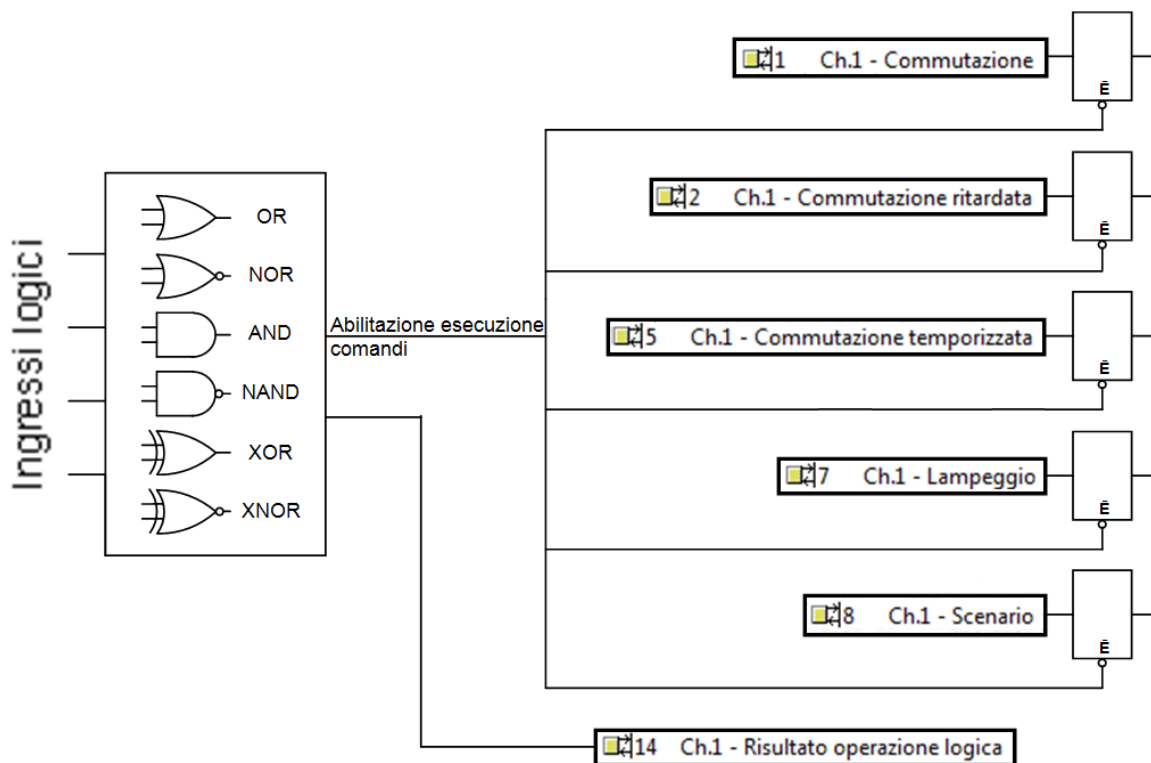 Ingressi logici
OR
NOR
AND
NAND
XOR
XNOR
Abilitazione esecuzione
comandi
1 Ch.1 - Commutazione
Ē
2 Ch.1 - Commutazione ritardata
Ē
5 Ch.1 - Commutazione temporizzata
Ē
7 Ch.1 - Lampeggio
Ē
8 Ch.1 - Scenario
Ē
14 Ch.1 - Risultato operazione logica